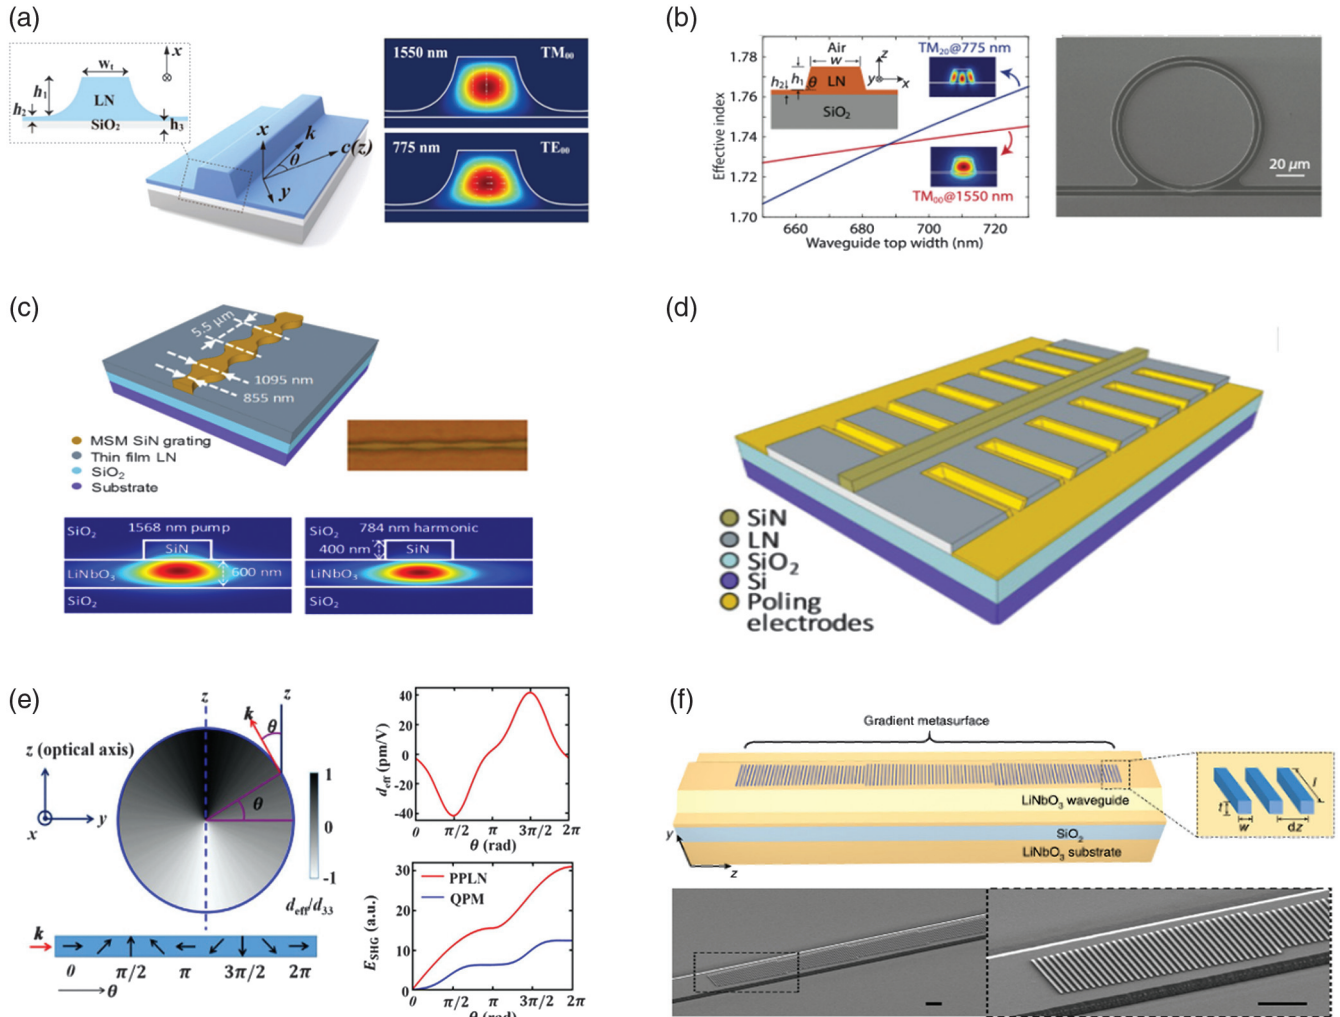 (a)
x
wₜ
h₁
LN
h₂
SiO₂
h₃
x
k
θ
c(z)
y
1550 nm
TM₀₀
775 nm
TE₀₀
(b)
1.78
1.76
1.74
1.72
1.70
Effective index
660
680
700
720
Waveguide top width (nm)
Air
w
h₂
h₁
θ
LN
SiO₂
z
y
x
TM₂₀@775 nm
TM₀₀@1550 nm
20 µm
(c)
5.5 µm
1095 nm
855 nm
MSM SiN grating
Thin film LN
SiO₂
Substrate
SiO₂
1568 nm pump
SiN
LiNbO₃
600 nm
SiO₂
SiO₂
784 nm harmonic
400 nm
SiN
LiNbO₃
SiO₂
(d)
SiN
LN
SiO₂
Si
Poling
electrodes
(e)
z
z
k
θ
z (optical axis)
x
y
θ
1
0
-1
d_eff/d₃₃
k
0
π/2
π
3π/2
2π
θ
40
20
0
-20
-40
d_eff (pm/V)
0
π/2
π
3π/2
2π
θ (rad)
30
20
10
0
E_SHG (a.u.)
PPLN
QPM
0
π/2
π
3π/2
2π
θ (rad)
(f)
Gradient metasurface
LiNbO₃ waveguide
SiO₂
LiNbO₃ substrate
y
z
l
t
w
dz